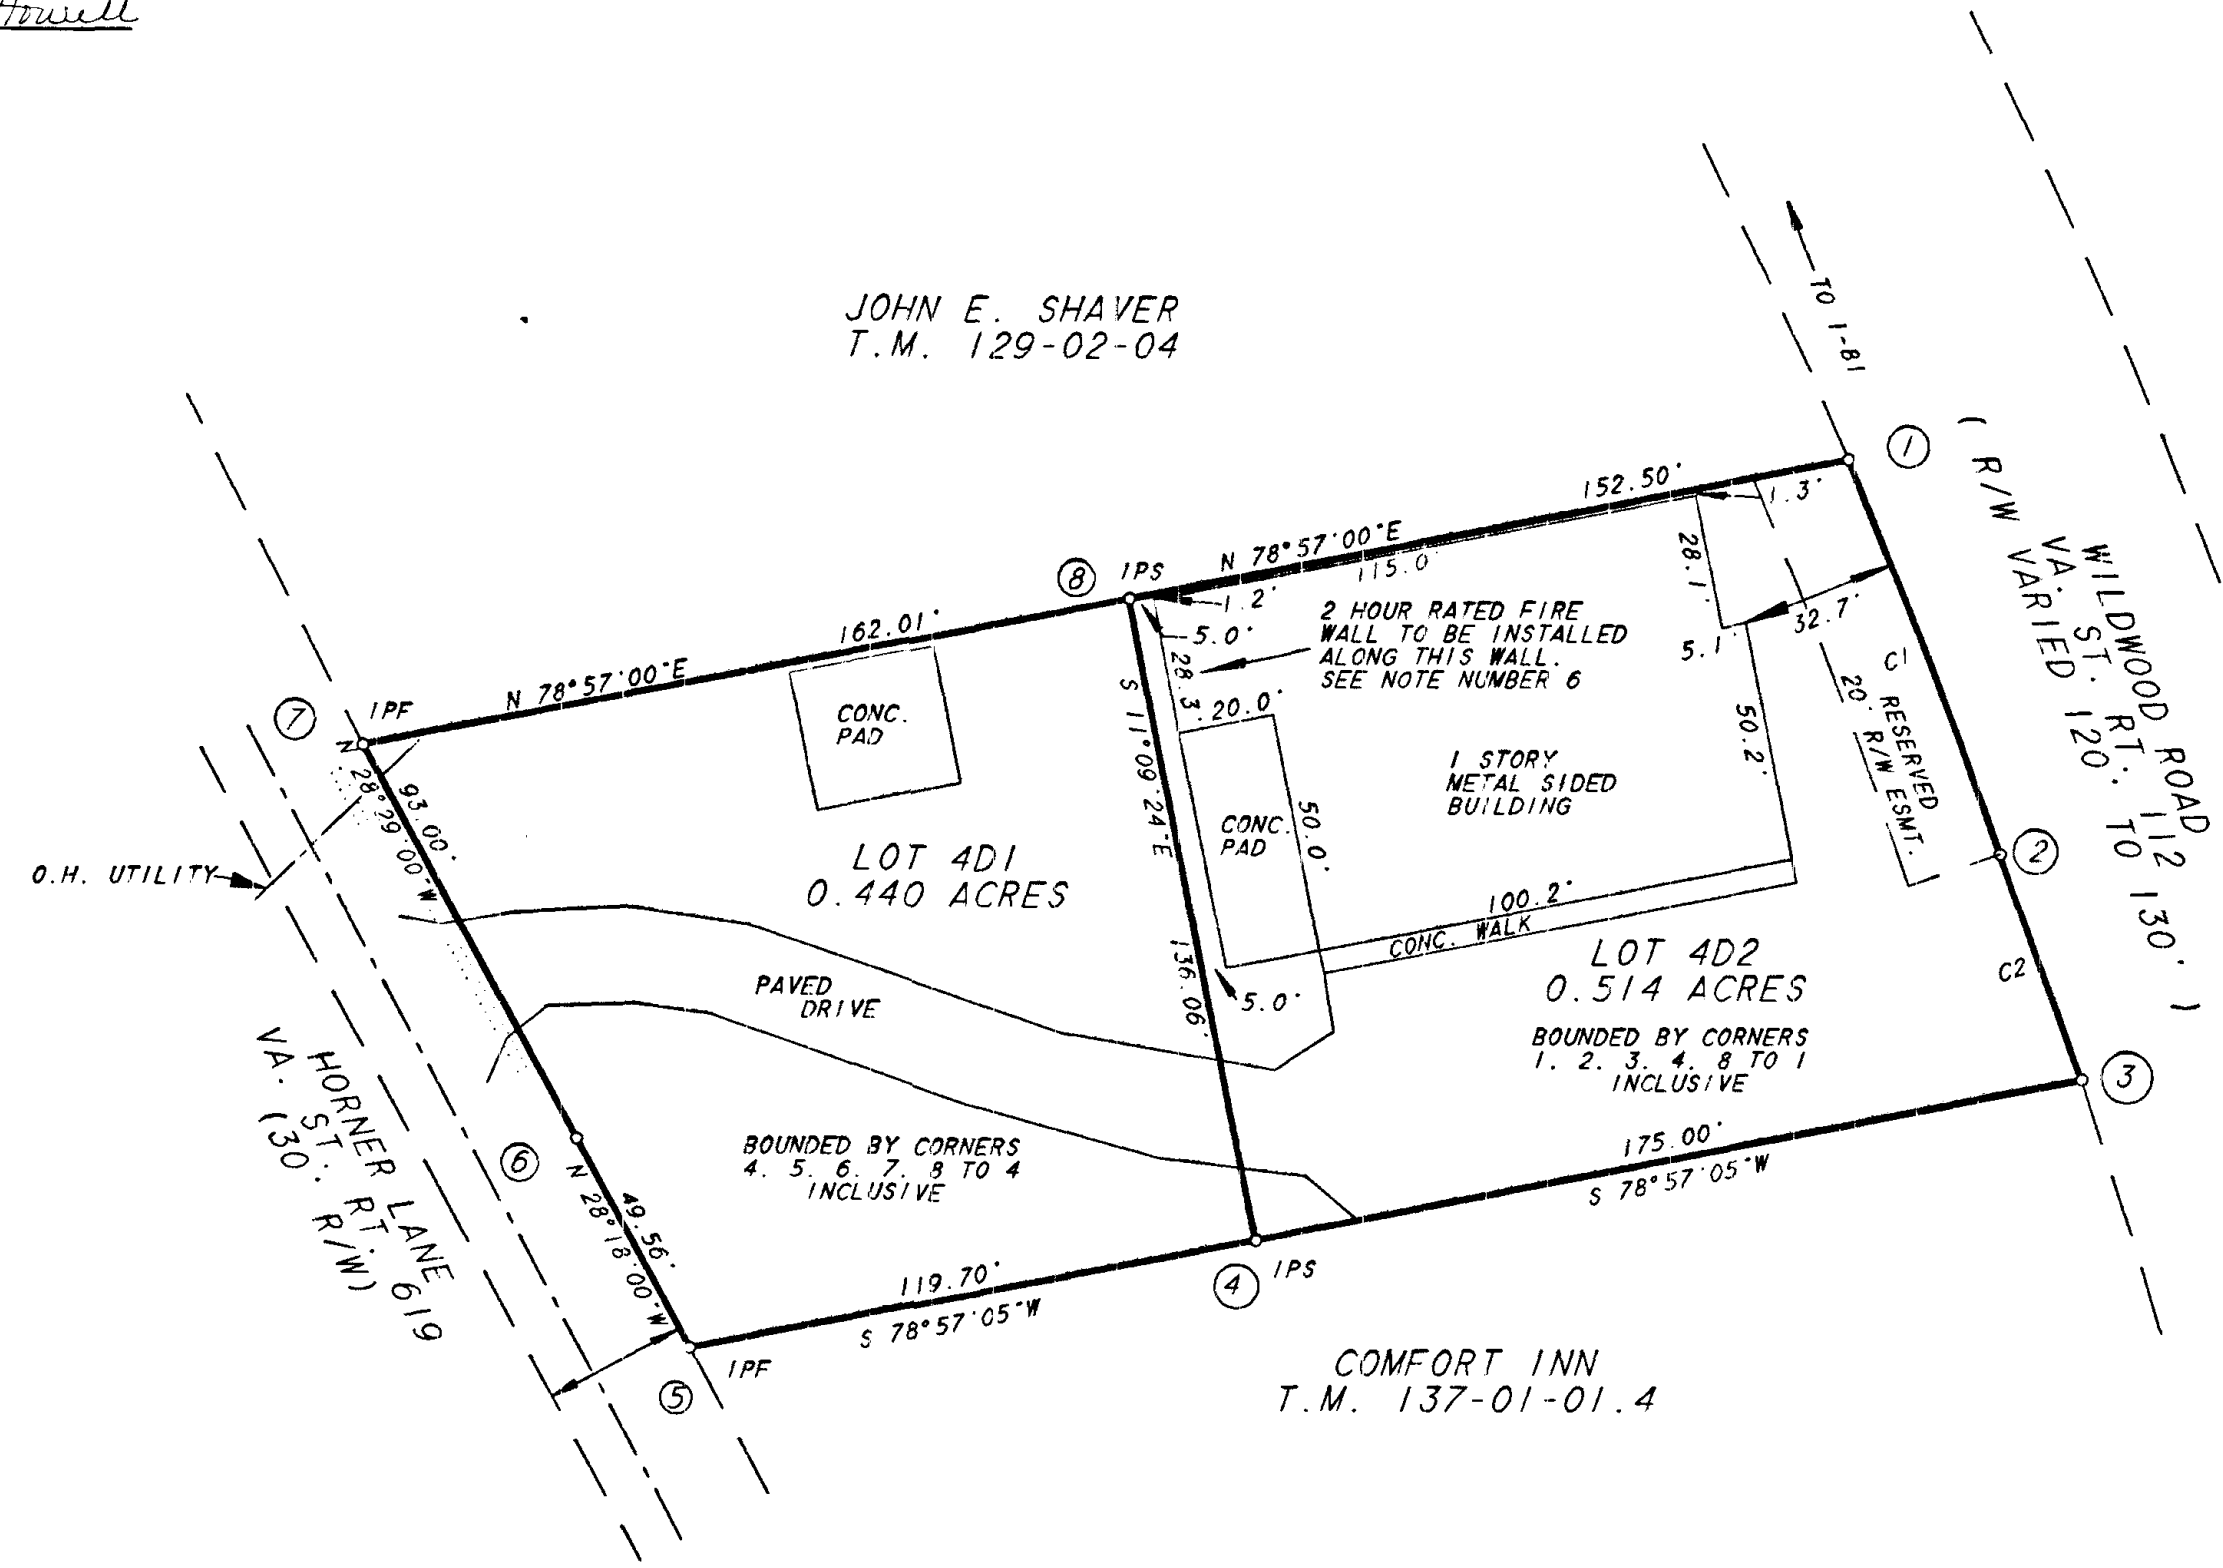 Howell
JOHN E. SHAVER
T.M. 129-02-04
TO I-81
1
( R/W VARIED 120' TO 130' )
VA. ST. RT. 112
WILDWOOD ROAD
152.50'
1.3'
N 78°57'00"E
115.0'
8
IPS
1.2'
5.0'
28.3'
28.1'
32.7'
5.1'
2 HOUR RATED FIRE
WALL TO BE INSTALLED
ALONG THIS WALL.
SEE NOTE NUMBER 6
162.01'
N 78°57'00"E
7
IPF
CONC.
PAD
20.0'
S 11°09'24"E
136.06'
C1
RESERVED
20' R/W ESMT.
50.2'
1 STORY
METAL SIDED
BUILDING
CONC.
PAD
50.0'
N 28°29'00"W
93.00'
O.H. UTILITY
LOT 4D1
0.440 ACRES
2
100.2'
CONC. WALK
LOT 4D2
0.514 ACRES
C2
5.0'
PAVED
DRIVE
BOUNDED BY CORNERS
1. 2. 3. 4. 8 TO 1
INCLUSIVE
3
HORNER LANE
VA. ST. RT. 619
(30' R/W)
6
BOUNDED BY CORNERS
4. 5. 6. 7. 8 TO 4
INCLUSIVE
175.00'
S 78°57'05"W
49.56'
N 28°18'00"W
119.70'
S 78°57'05"W
4
IPS
IPF
5
COMFORT INN
T.M. 137-01-01.4